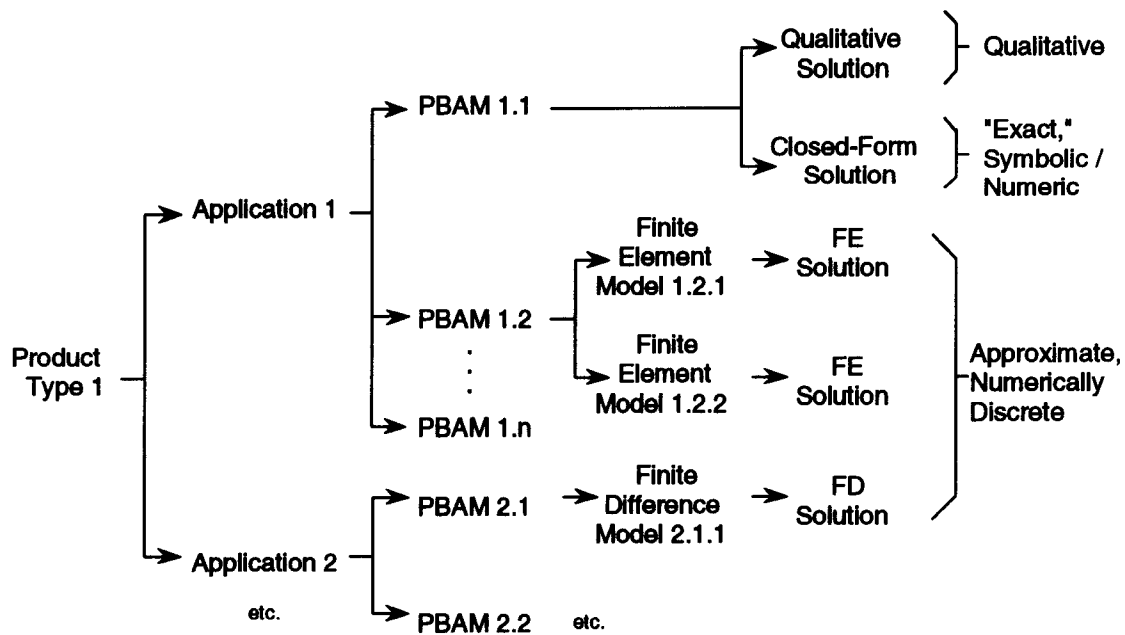 Qualitative
Solution
Qualitative
PBAM 1.1
Closed-Form
Solution
"Exact,"
Symbolic /
Numeric
Application 1
Finite
Element
Model 1.2.1
FE
Solution
PBAM 1.2
Finite
Element
Model 1.2.2
FE
Solution
Product
Type 1
Approximate,
Numerically
Discrete
PBAM 1.n
PBAM 2.1
Finite
Difference
Model 2.1.1
FD
Solution
Application 2
etc.
PBAM 2.2
etc.